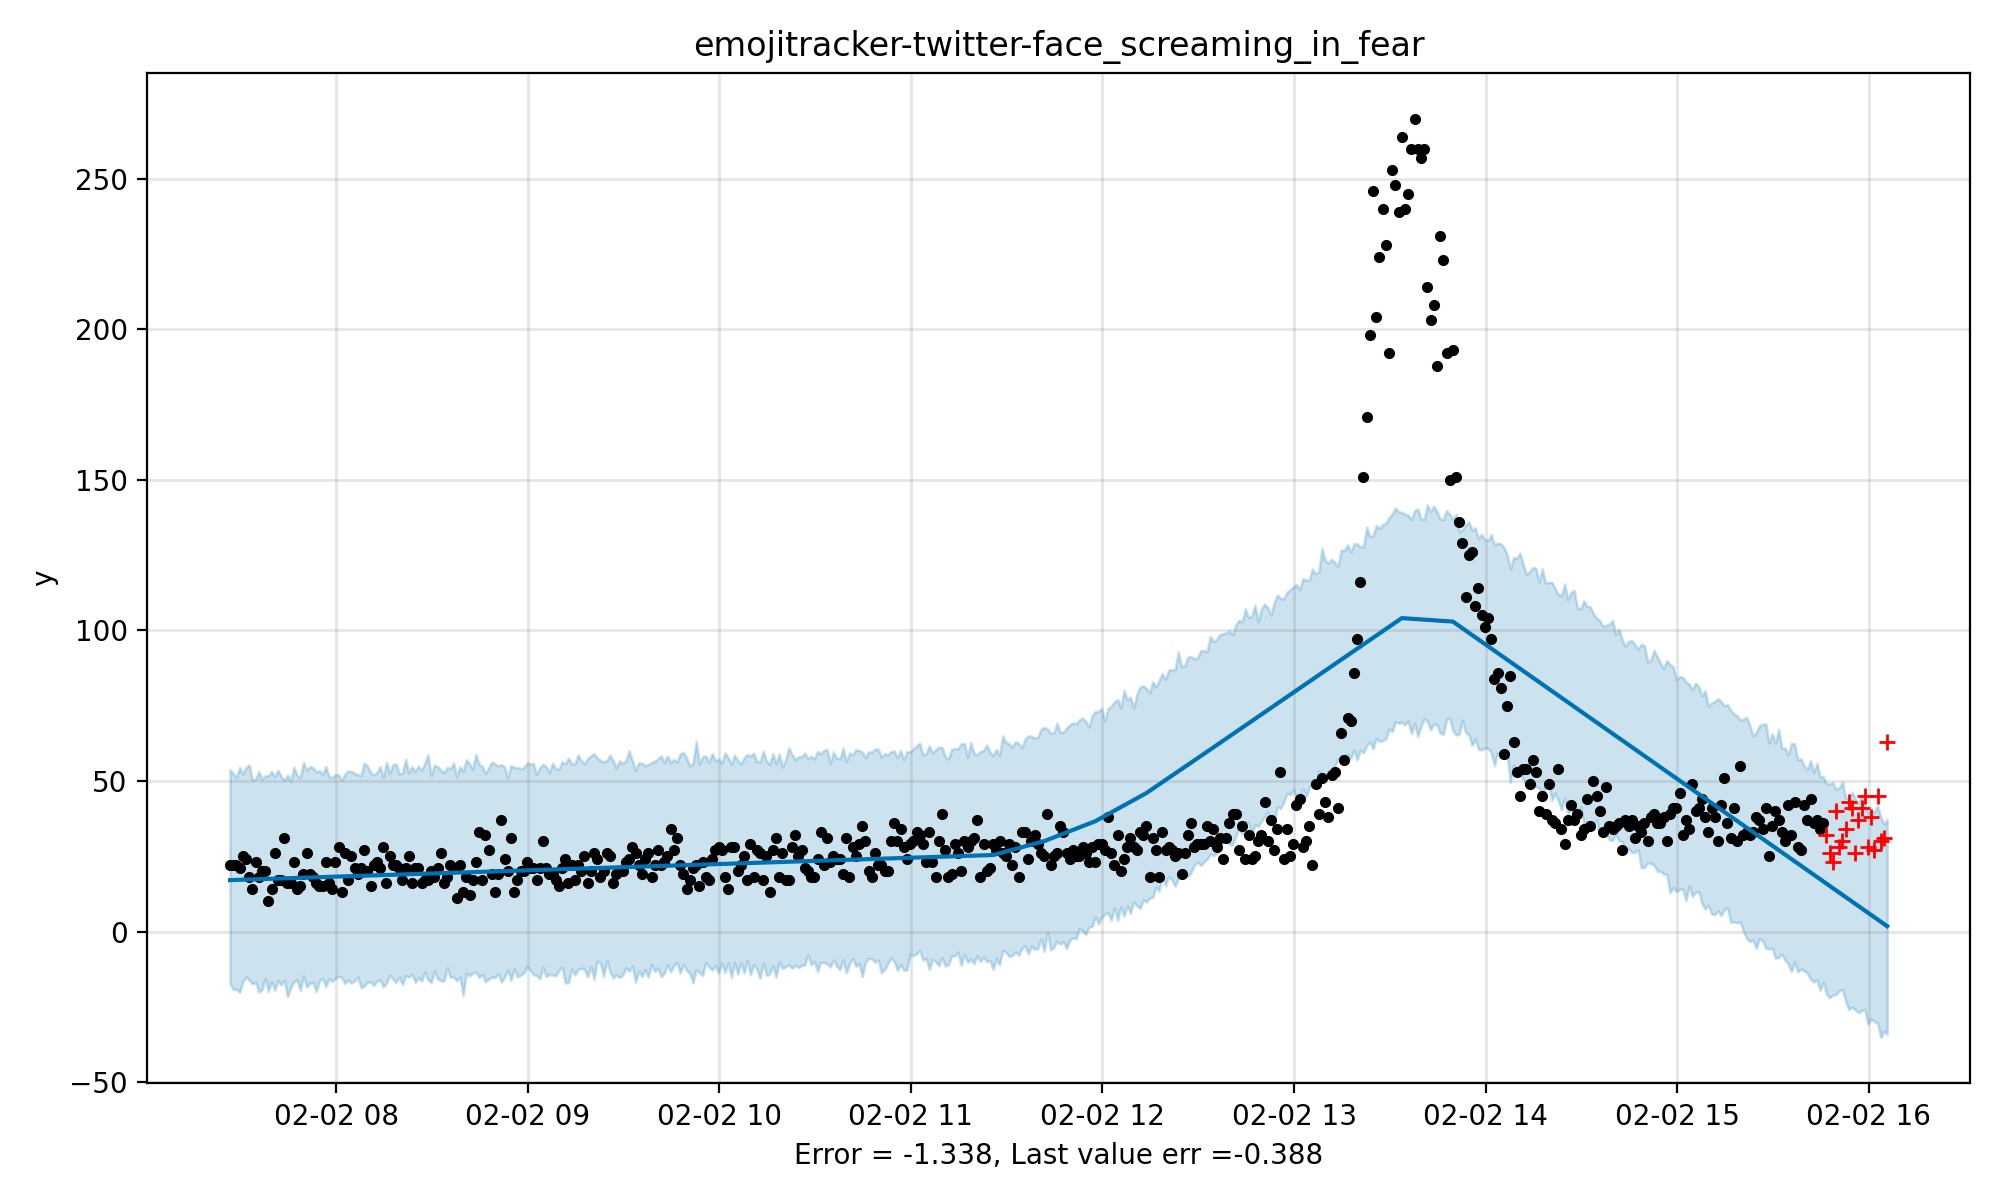 emojitracker-twitter-face_screaming_in_fear
250
200
150
100
50
0
−50
y
02-02 08 02-02 09 02-02 10 02-02 11 02-02 12 02-02 13 02-02 14 02-02 15 02-02 16
Error = -1.338, Last value err =-0.388